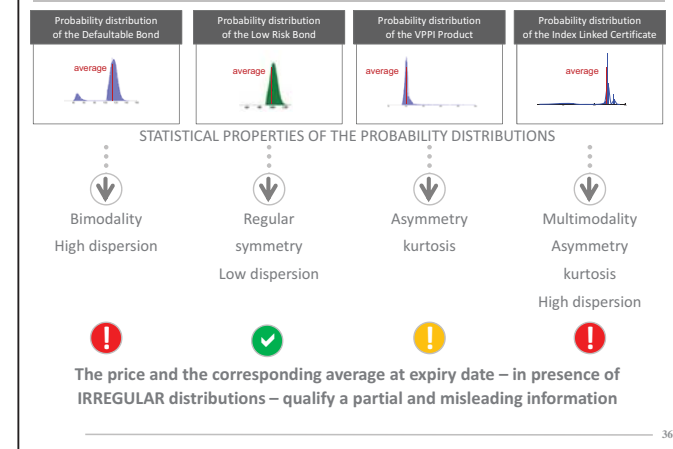 Probability distribution
of the Defaultable Bond
Probability distribution
of the Low Risk Bond
Probability distribution
of the VPPI Product
Probability distribution
of the Index Linked Certificate
average
average
average
average
STATISTICAL PROPERTIES OF THE PROBABILITY DISTRIBUTIONS
Bimodality
High dispersion
Regular
symmetry
Low dispersion
Asymmetry
kurtosis
Multimodality
Asymmetry
kurtosis
High dispersion
The price and the corresponding average at expiry date – in presence of
IRREGULAR distributions – qualify a partial and misleading information
36